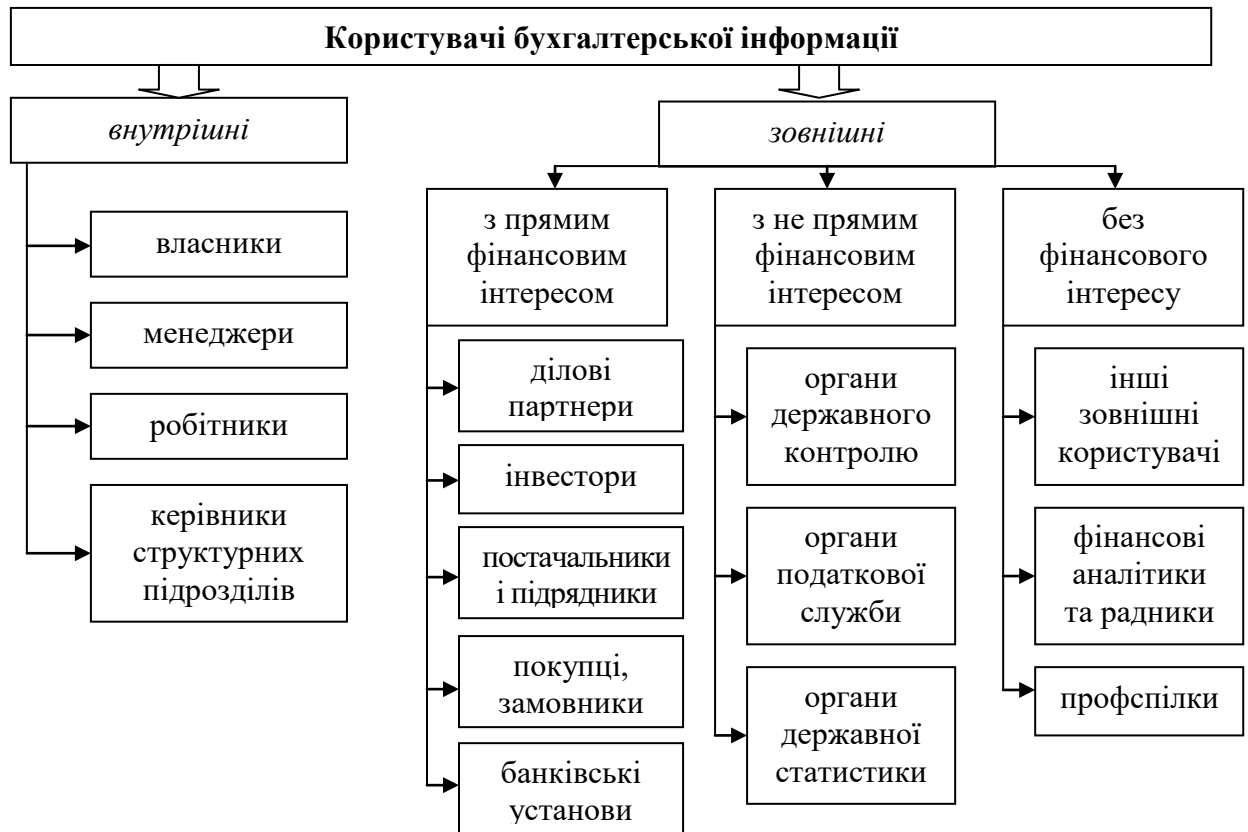 Користувачі бухгалтерської інформації
внутрішні
власники
менеджери
робітники
керівники
структурних
підрозділів
зовнішні
з прямим
фінансовим
інтересом
ділові
партнери
інвестори
постачальники
і підрядники
покупці,
замовники
банківські
установи
з не прямим
фінансовим
інтересом
органи
державного
контролю
органи
податкової
служби
органи
державної
статистики
без
фінансового
інтересу
інші
зовнішні
користувачі
фінансові
аналітики
та радники
профспілки